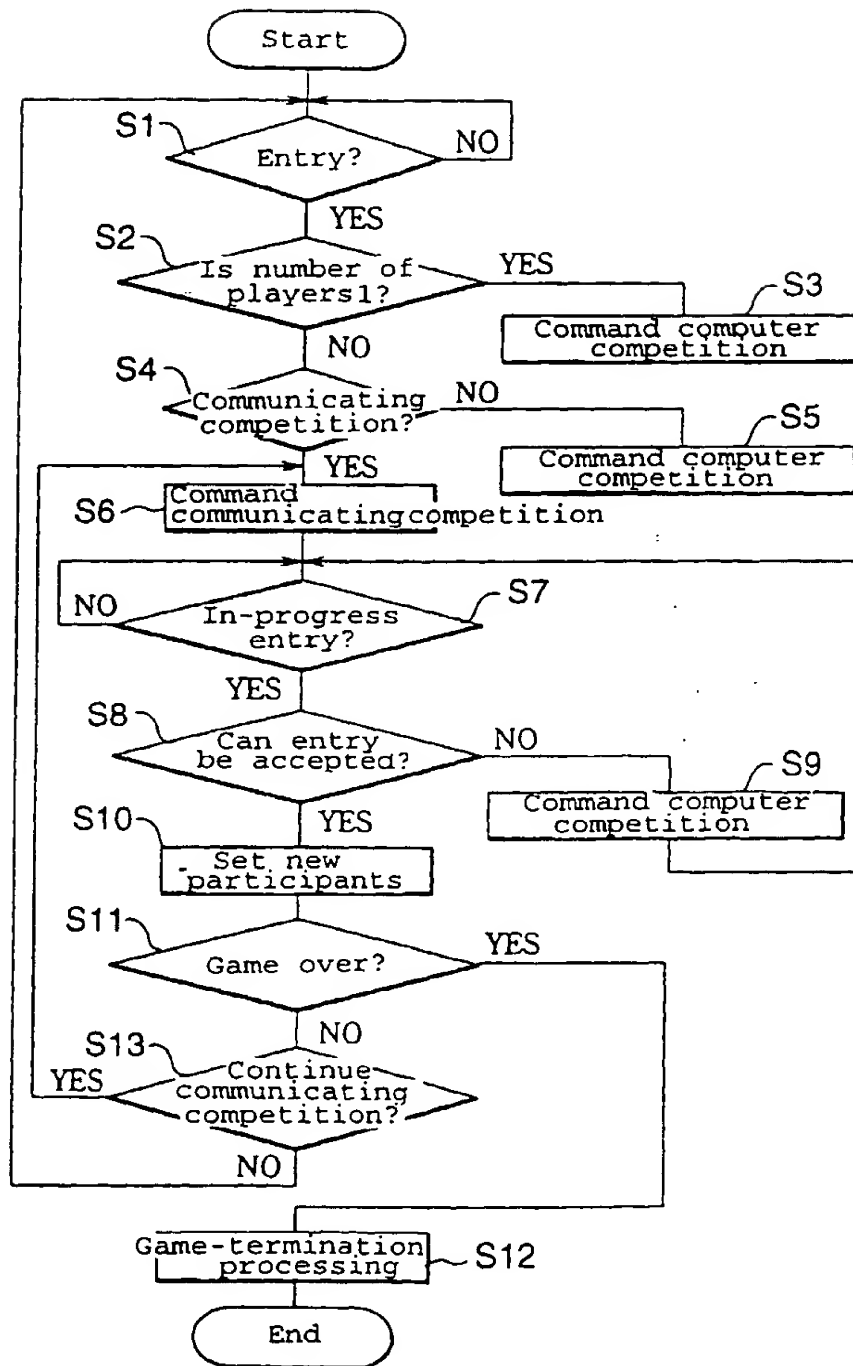 Start
S1
Entry?
NO
YES
S2
Is number of
players1?
YES
S3
Command computer
competition
NO
S4
Communicating
competition?
NO
S5
Command computer
competition
YES
S6
Command
communicatingcompetition
NO
S7
In-progress
entry?
YES
S8
Can entry
be accepted?
NO
S9
Command computer
competition
YES
S10
Set new
participants
S11
Game over?
YES
NO
S13
Continue
communicating
competition?
YES
NO
Game-termination
processing
S12
End